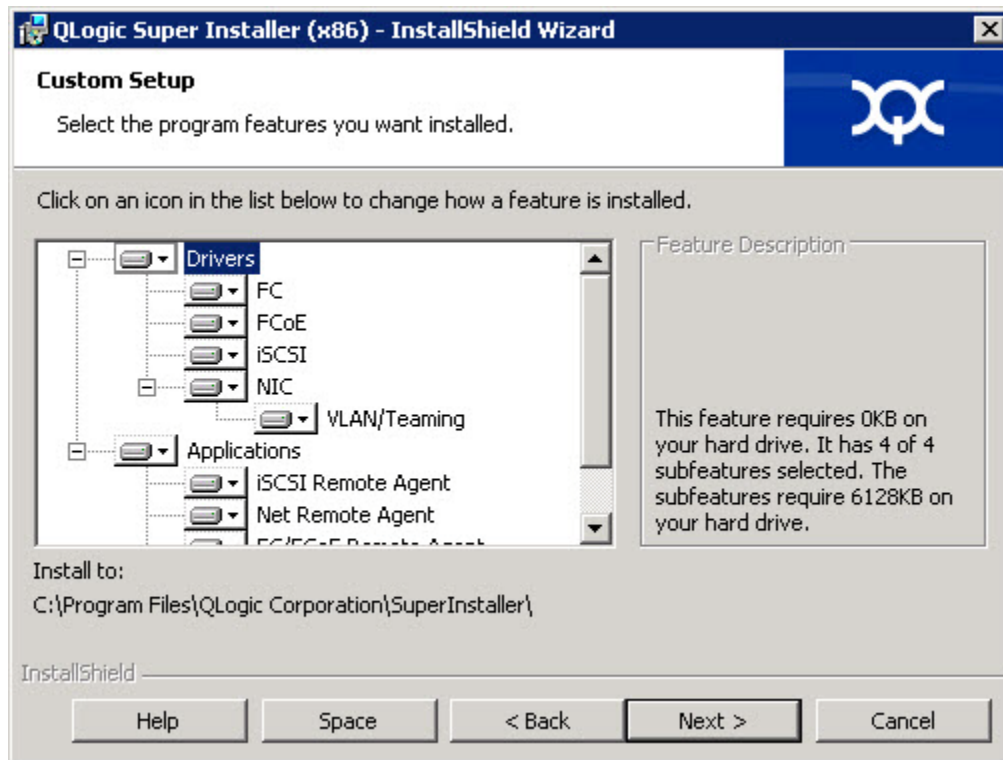 QLogic Super Installer (x86) - InstallShield Wizard
Custom Setup
Select the program features you want installed.
Click on an icon in the list below to change how a feature is installed.
Drivers
FC
FCoE
iSCSI
NIC
VLAN/Teaming
Applications
iSCSI Remote Agent
Net Remote Agent
FC/FCoE Remote Agent
Feature Description
This feature requires 0KB on
your hard drive. It has 4 of 4
subfeatures selected. The
subfeatures require 6128KB on
your hard drive.
Install to:
C:\Program Files\QLogic Corporation\SuperInstaller\
InstallShield
Help
Space
< Back
Next >
Cancel